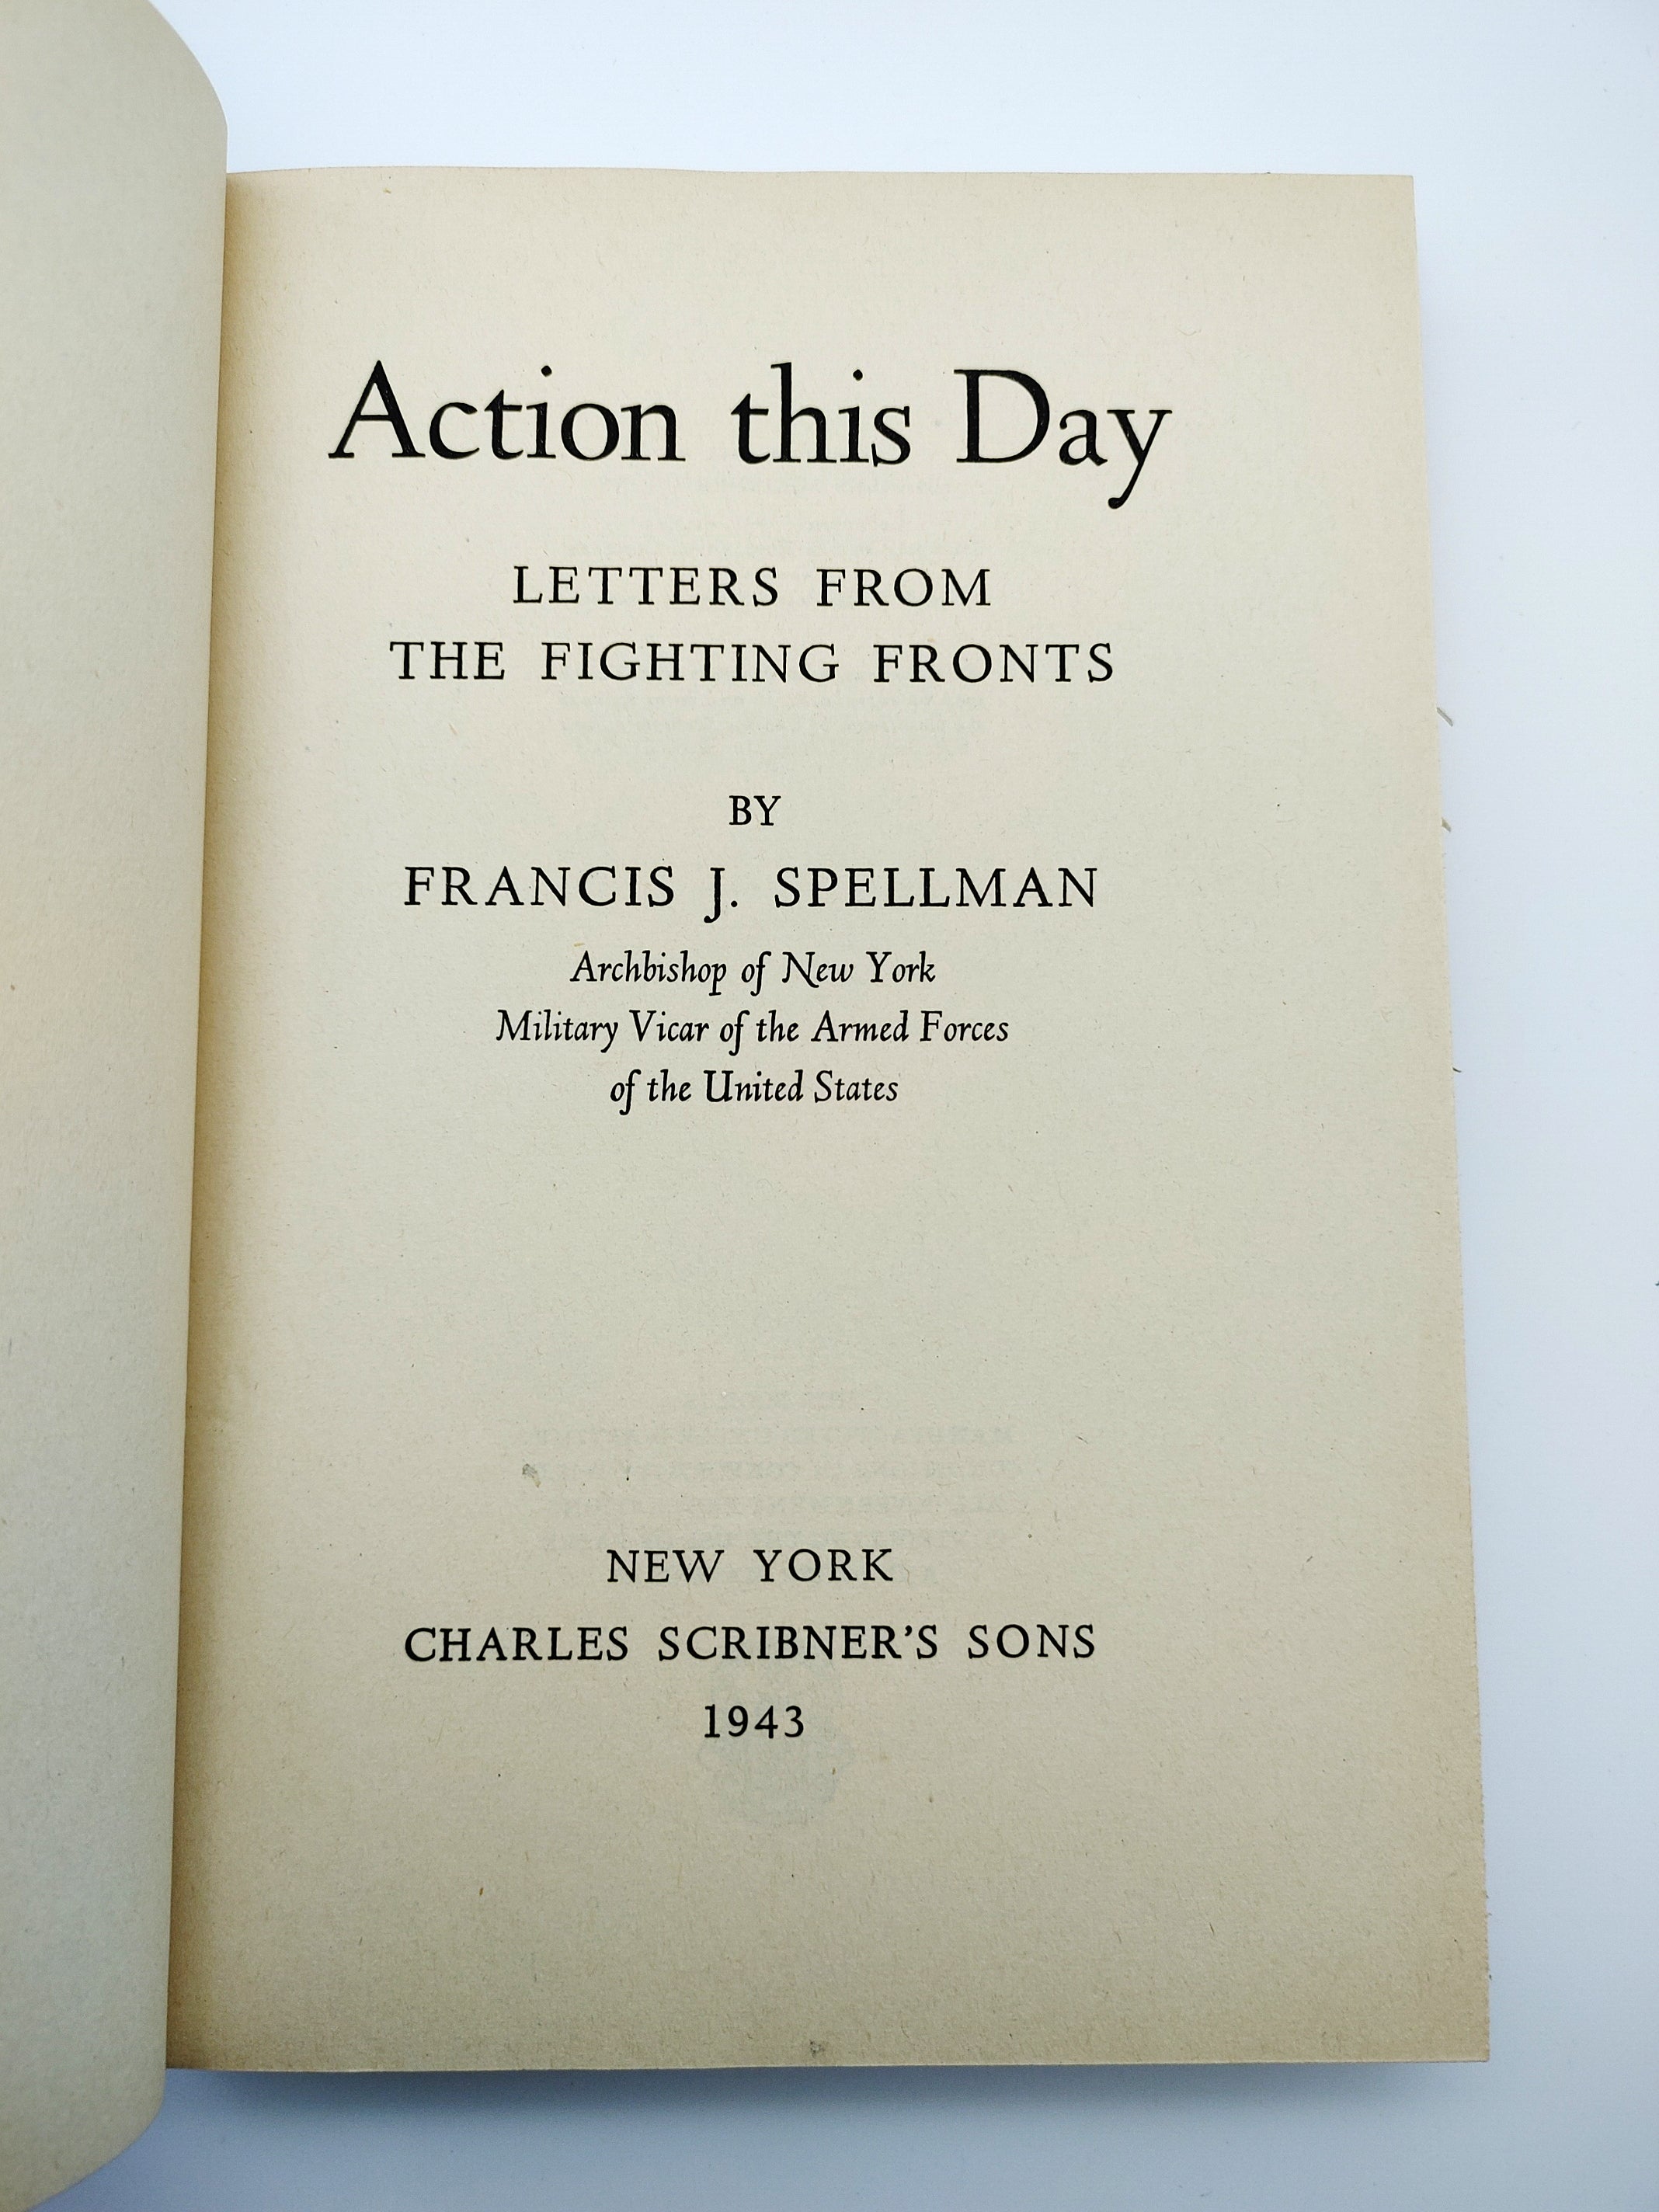 Action this Day
LETTERS FROM
THE FIGHTING FRONTS
BY
FRANCIS J. SPELLMAN
Archbishop of New York
Military Vicar of the Armed Forces
of the United States
NEW YORK
CHARLES SCRIBNER'S SONS
1943